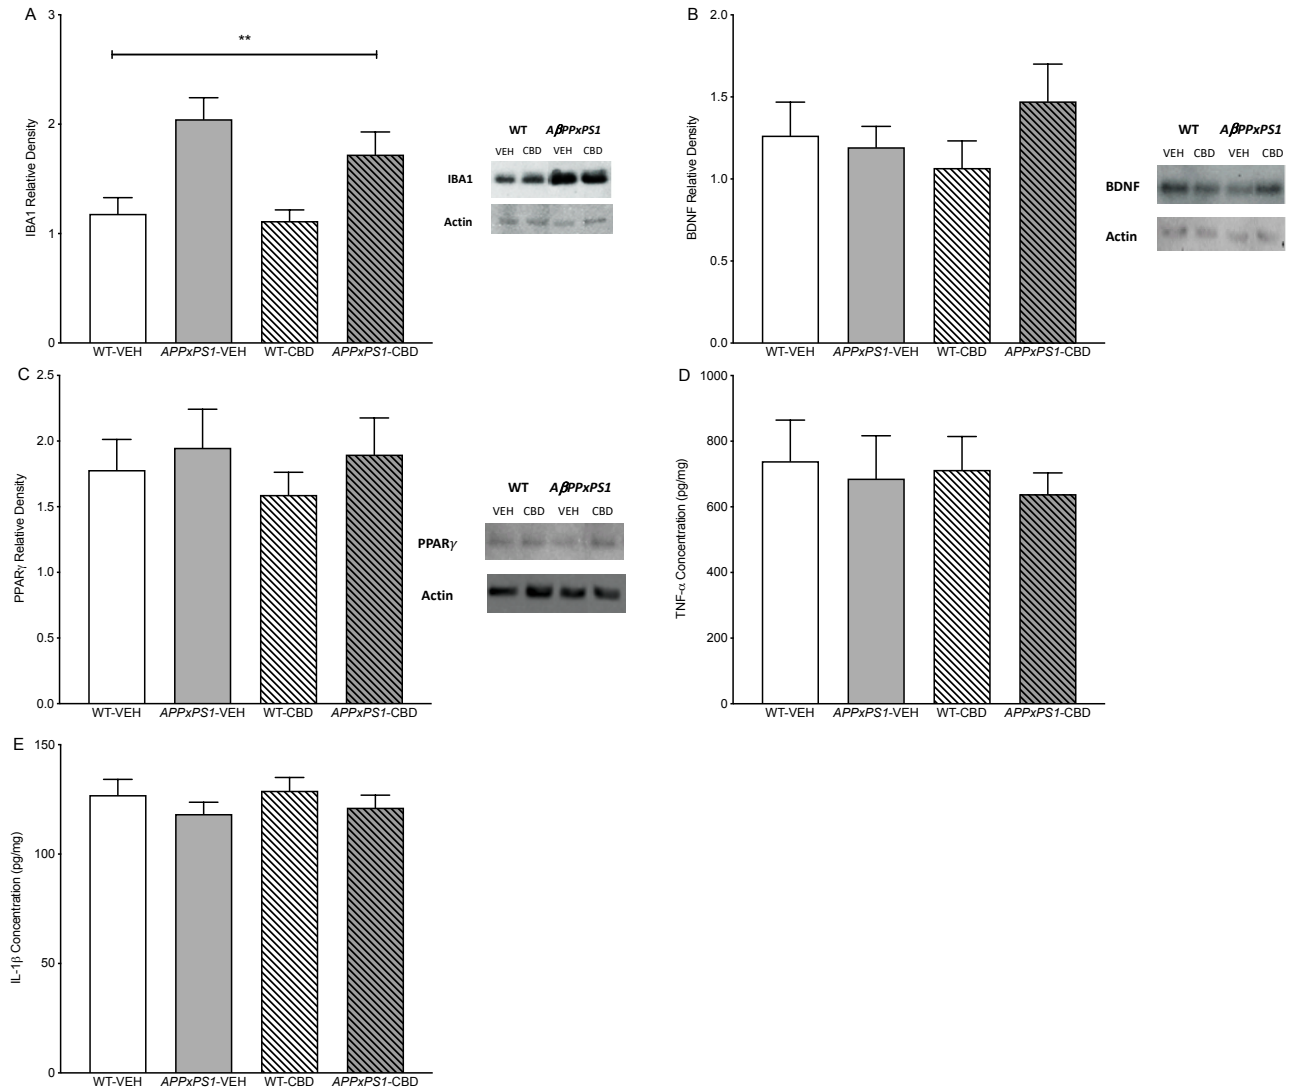 A
3
2
1
0
IBA1 Relative Density
**
WT-VEH APPxPS1-VEH WT-CBD APPxPS1-CBD
WT AβPPxPS1
VEH CBD VEH CBD
IBA1
Actin
B
2.0
1.5
1.0
0.5
0.0
BDNF Relative Density
WT-VEH APPxPS1-VEH WT-CBD APPxPS1-CBD
WT AβPPxPS1
VEH CBD VEH CBD
BDNF
Actin
C
2.5
2.0
1.5
1.0
0.5
0.0
PPARγ Relative Density
WT-VEH APPxPS1-VEH WT-CBD APPxPS1-CBD
WT AβPPxPS1
VEH CBD VEH CBD
PPARγ
Actin
D
1000
800
600
400
200
0
TNF-α Concentration (pg/mg)
WT-VEH APPxPS1-VEH WT-CBD APPxPS1-CBD
E
150
100
50
0
IL-1β Concentration (pg/mg)
WT-VEH APPxPS1-VEH WT-CBD APPxPS1-CBD